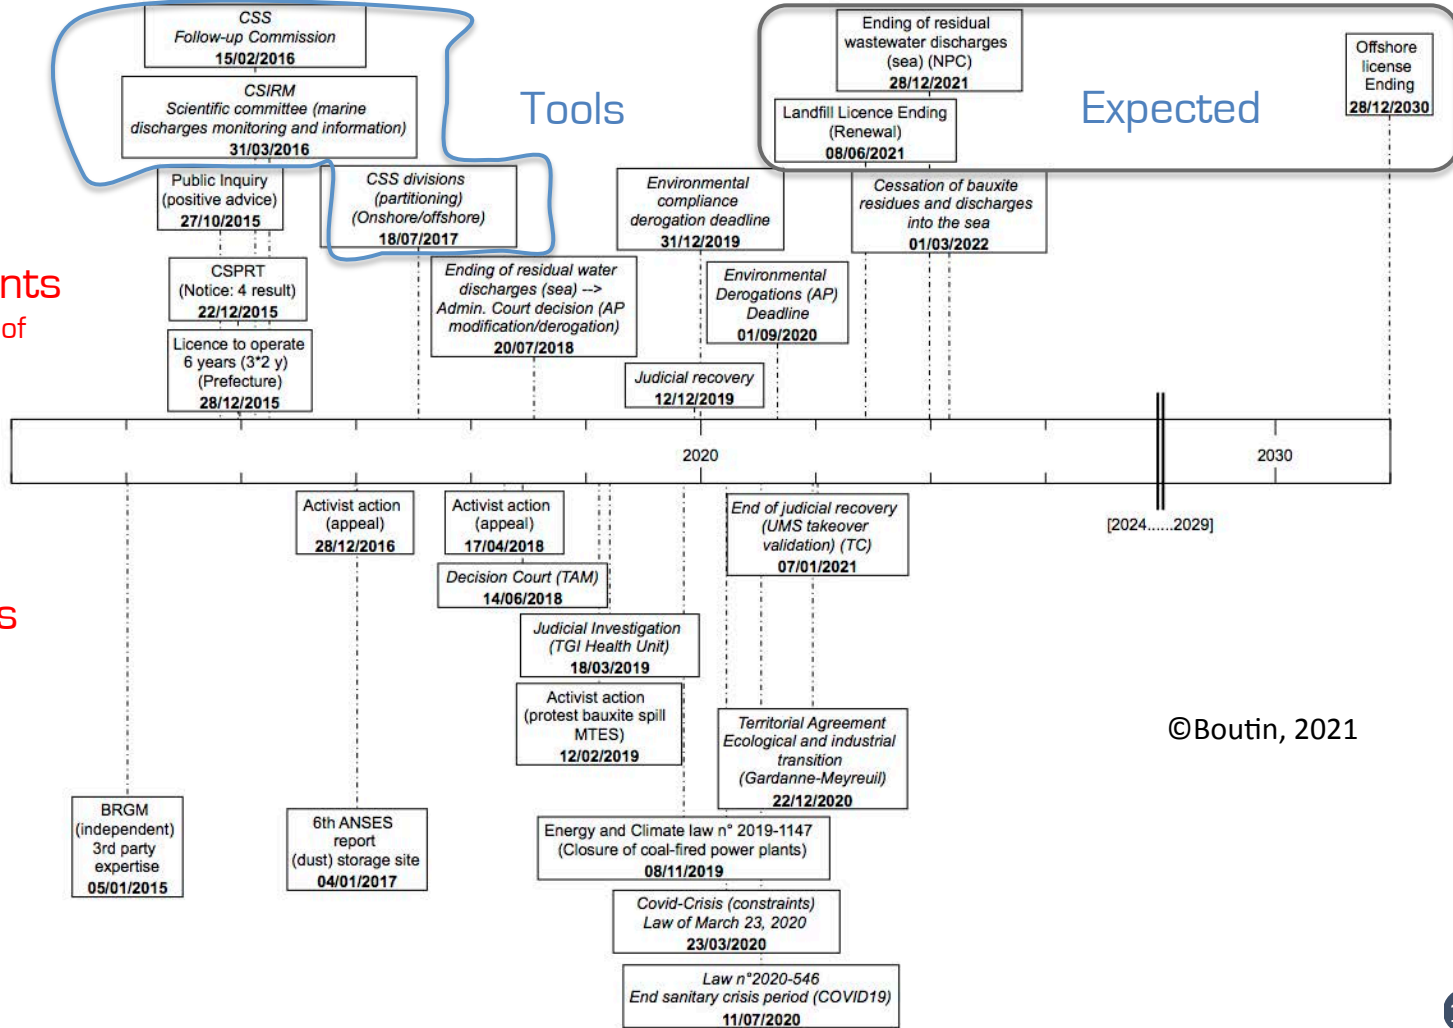 CSS
Follow-up Commission
15/02/2016
CSIRM
Scientific committee (marine
discharges monitoring and information)
31/03/2016
Tools
Ending of residual
wastewater discharges
(sea) (NPC)
28/12/2021
Landfill Licence Ending
(Renewal)
08/06/2021
Expected
Offshore
license
Ending
28/12/2030
Public Inquiry
(positive advice)
27/10/2015
CSS divisions
(partitioning)
(Onshore/offshore)
18/07/2017
Environmental
compliance
derogation deadline
31/12/2019
Cessation of bauxite
residues and discharges
into the sea
01/03/2022
nts
of
CSPRT
(Notice: 4 result)
22/12/2015
Ending of residual water
discharges (sea) -->
Admin. Court decision (AP
modification/derogation)
20/07/2018
Environmental
Derogations (AP)
Deadline
01/09/2020
Licence to operate
6 years (3*2 y)
(Prefecture)
28/12/2015
Judicial recovery
12/12/2019
2020
2030
[2024......2029]
Activist action
(appeal)
28/12/2016
Activist action
(appeal)
17/04/2018
End of judicial recovery
(UMS takeover
validation) (TC)
07/01/2021
Decision Court (TAM)
14/06/2018
s
Judicial Investigation
(TGI Health Unit)
18/03/2019
Activist action
(protest bauxite spill
MTES)
12/02/2019
Territorial Agreement
Ecological and industrial
transition
(Gardanne-Meyreuil)
22/12/2020
©Boutin, 2021
BRGM
(independent)
3rd party
expertise
05/01/2015
6th ANSES
report
(dust) storage site
04/01/2017
Energy and Climate law n° 2019-1147
(Closure of coal-fired power plants)
08/11/2019
Covid-Crisis (constraints)
Law of March 23, 2020
23/03/2020
Law n°2020-546
End sanitary crisis period (COVID19)
11/07/2020